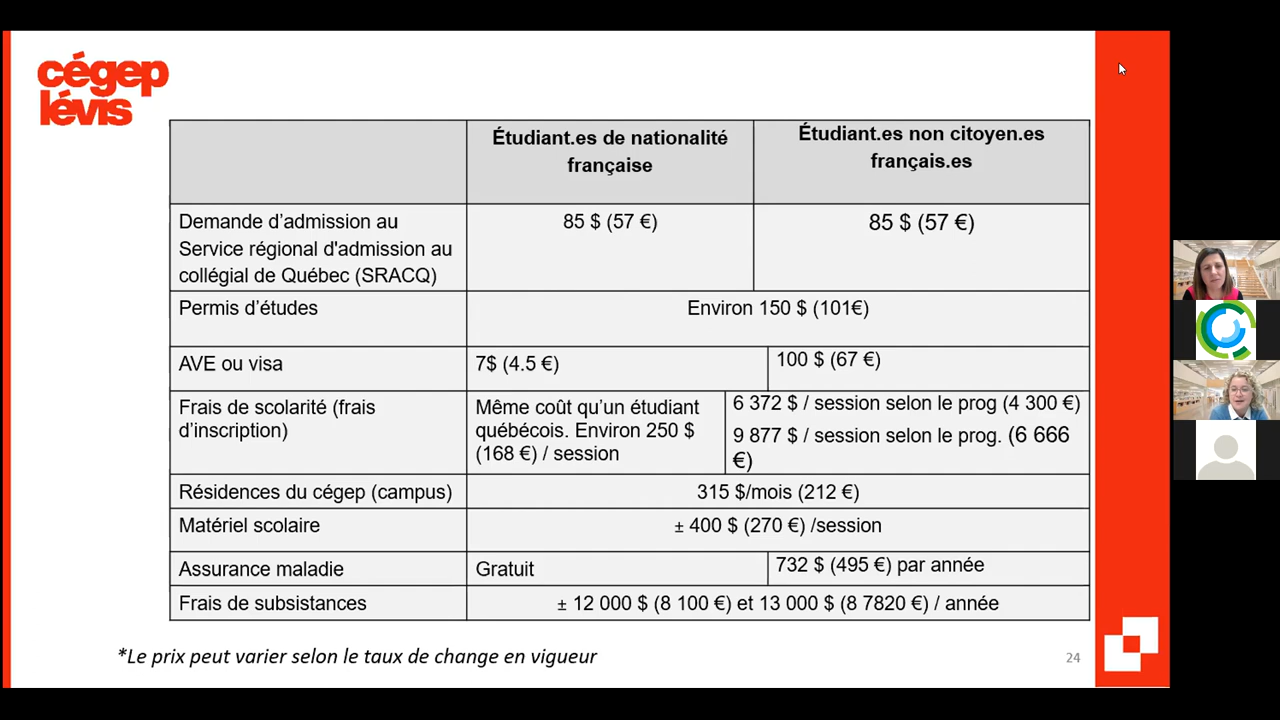 cégep
lévis
Étudiant.es de nationalité
française
Étudiant.es non citoyen.es
français.es
Demande d'admission au
Service régional d'admission au
collégial de Québec (SRACQ)
85 $ (57 €)
85 $ (57 €)
Permis d'études
Environ 150 $ (101€)
AVE ou visa
7$ (4.5 €)
100 $ (67 €)
Frais de scolarité (frais
d'inscription)
Même coût qu'un étudiant
québécois. Environ 250 $
(168 €) / session
6 372 $ / session selon le prog (4 300 €)
9 877 $ / session selon le prog. (6 666
€)
Résidences du cégep (campus)
315 $/mois (212 €)
Matériel scolaire
± 400 $ (270 €) /session
Assurance maladie
Gratuit
732 $ (495 €) par année
Frais de subsistances
± 12 000 $ (8 100 €) et 13 000 $ (8 7820 €) / année
*Le prix peut varier selon le taux de change en vigueur
24